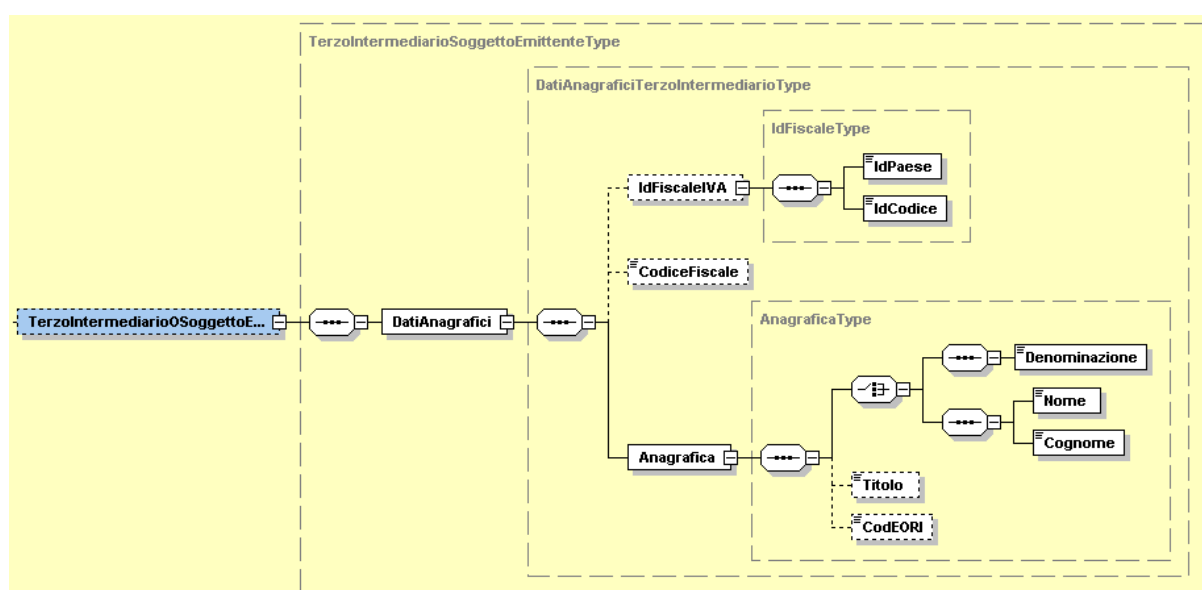 TerzoIntermediarioSoggettoEmittenteType
DatiAnagraficiTerzoIntermediarioType
IdFiscaleType
IdPaese
IdFiscaleIVA
IdCodice
CodiceFiscale
TerzoIntermediarioOSoggettoE...
DatiAnagrafici
AnagraficaType
Denominazione
Nome
Anagrafica
Cognome
Titolo
CodEORI